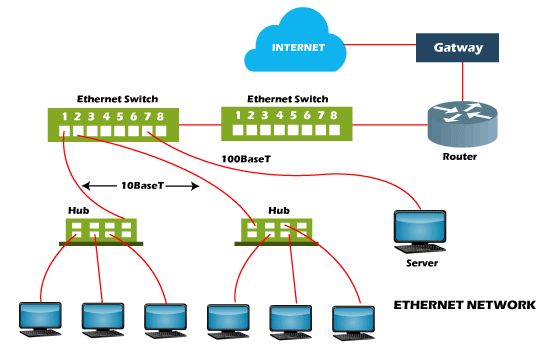 INTERNET
Gatway
Ethernet Switch
1 2 3 4 5 6 7 8
Ethernet Switch
1 2 3 4 5 6 7 8
Router
100BaseT
10BaseT
Hub
Hub
Server
ETHERNET NETWORK